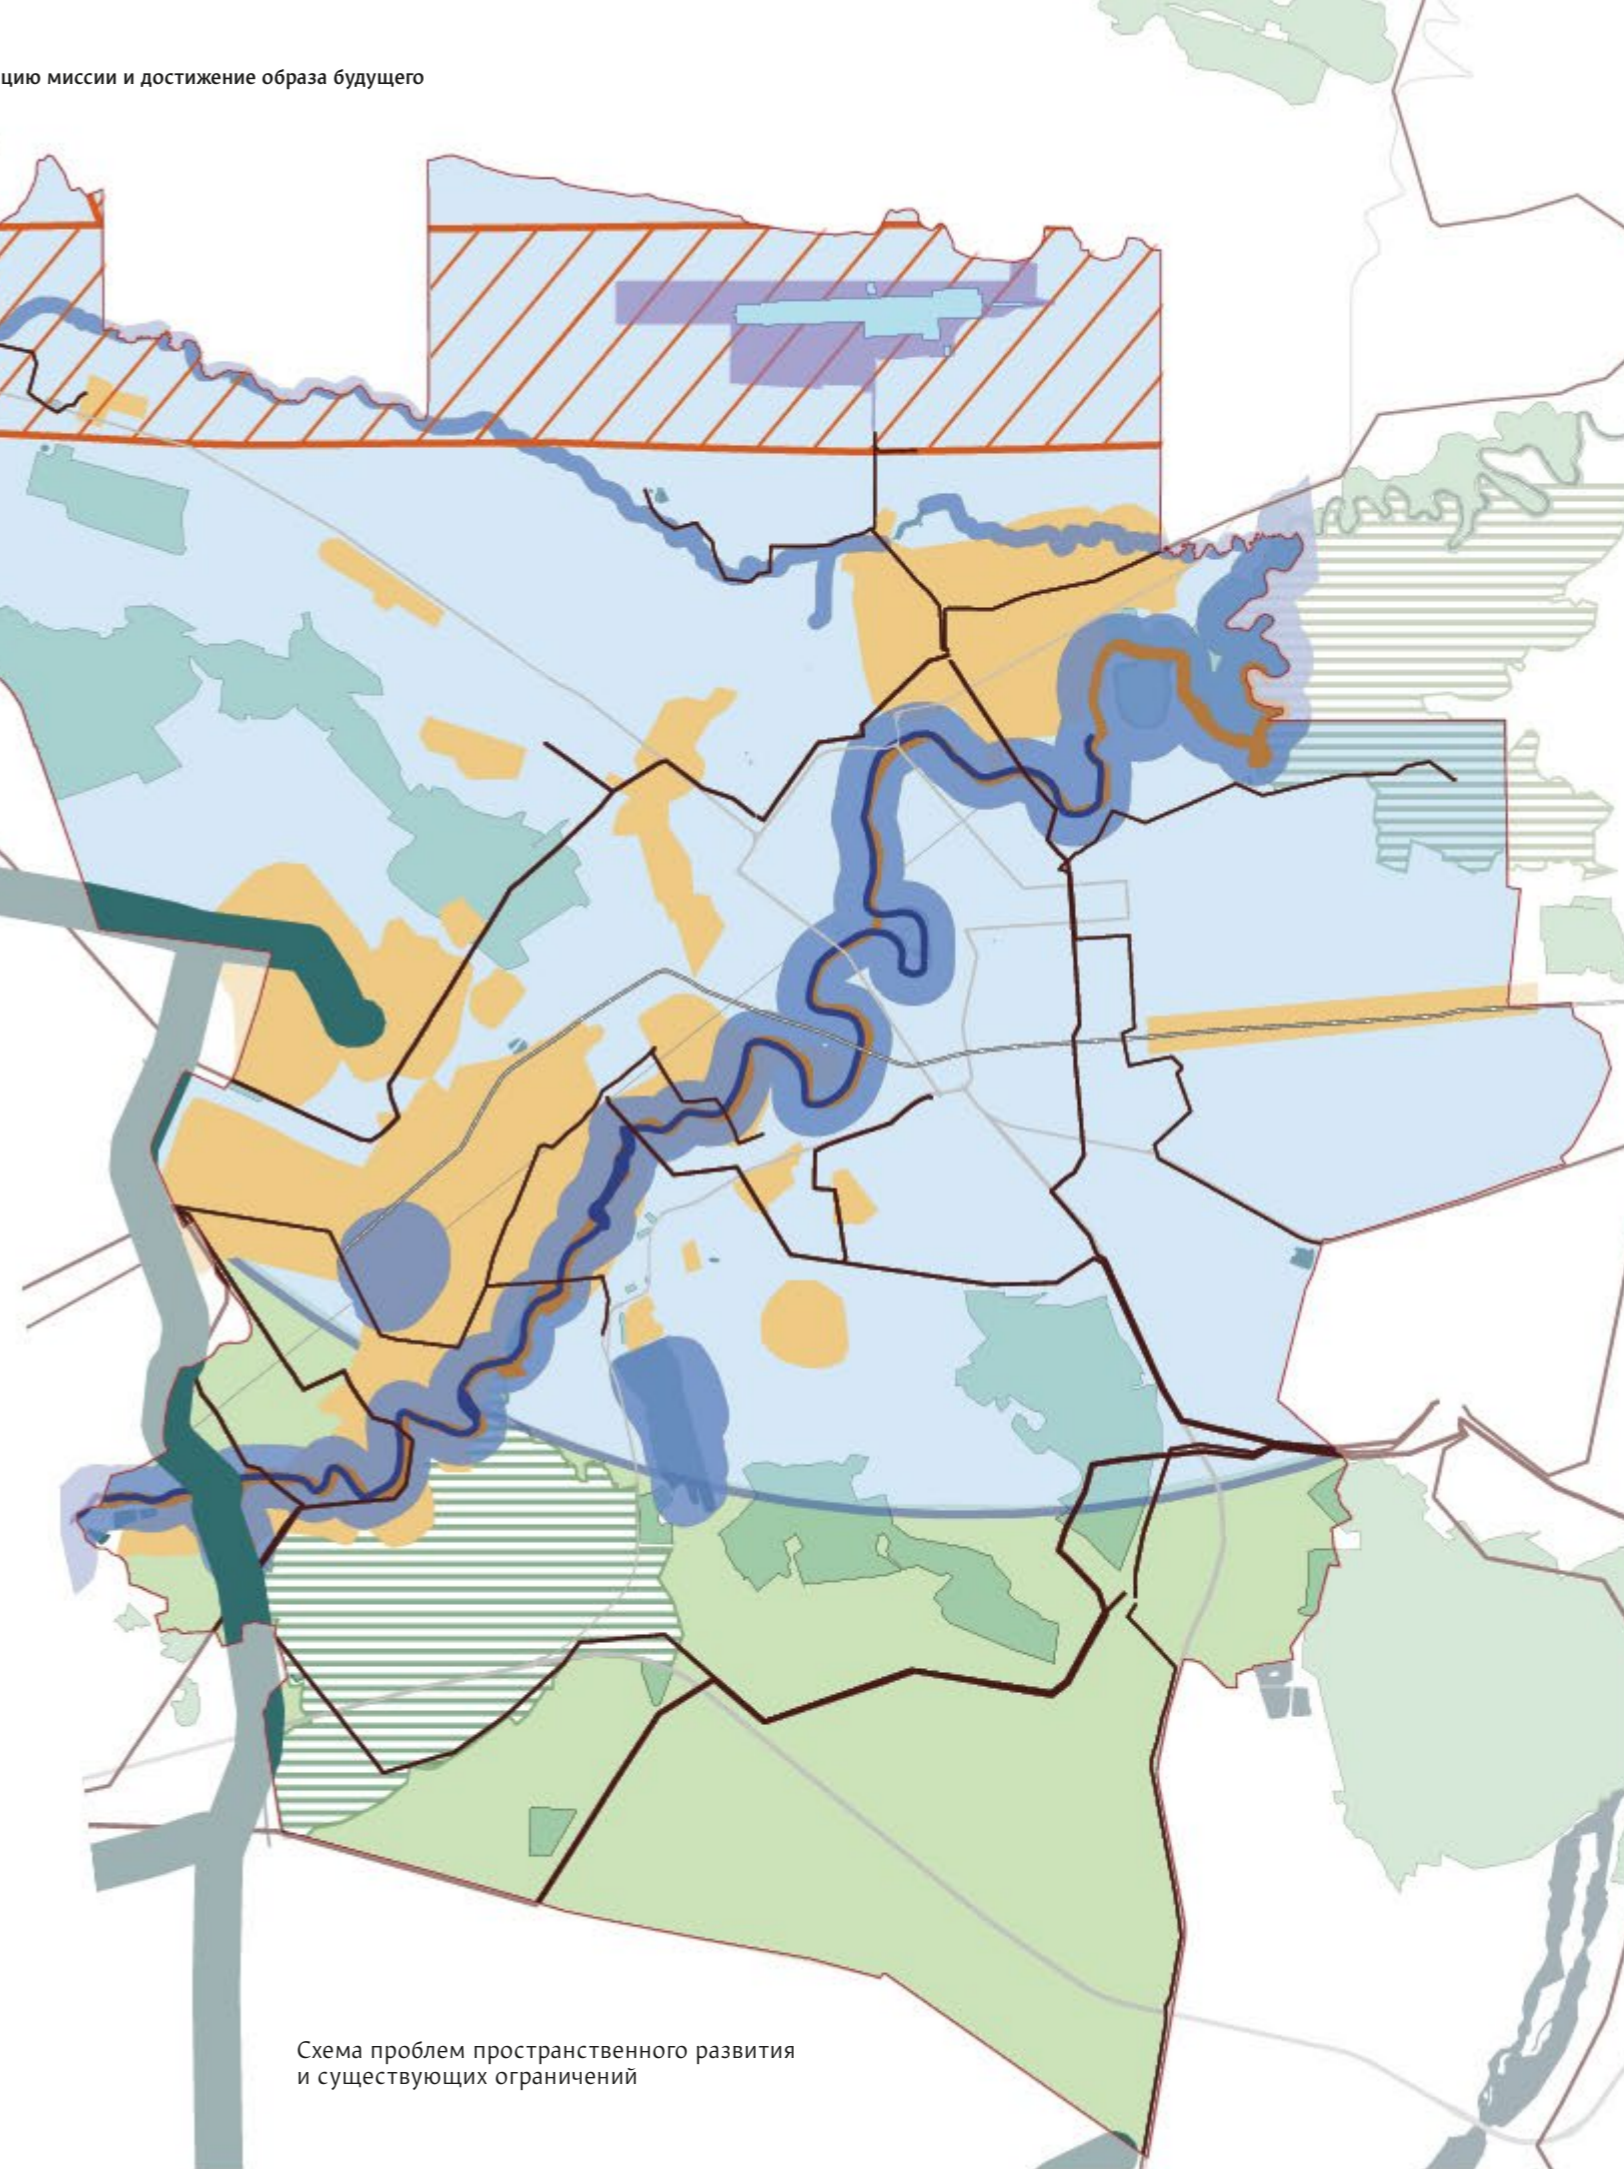 цию миссии и достижение образа будущего
Схема проблем пространственного развития
и существующих ограничений